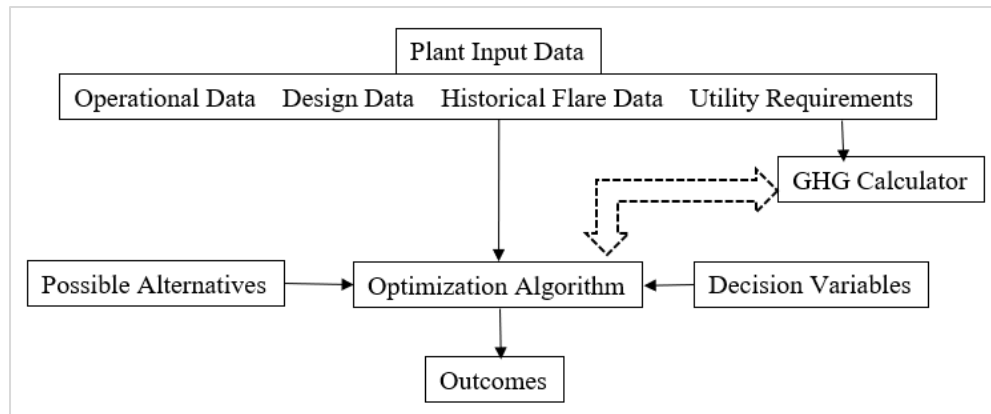 Plant Input Data
Operational Data Design Data Historical Flare Data Utility Requirements
GHG Calculator
Possible Alternatives
Optimization Algorithm
Decision Variables
Outcomes